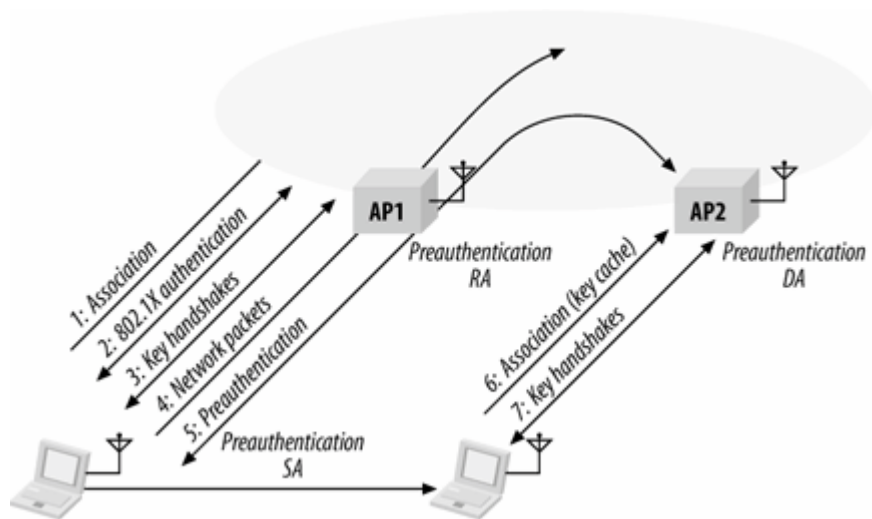 AP1
AP2
Preauthentication
RA
Preauthentication
DA
1: Association
2: 802.1X authentication
3: Key handshakes
4: Network packets
5: Preauthentication
6: Association (key cache)
7: Key handshakes
Preauthentication
SA